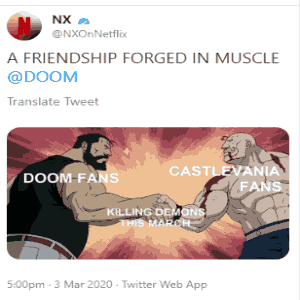 NX
@NXOnNetflix
A FRIENDSHIP FORGED IN MUSCLE
@DOOM
Translate Tweet
DOOM FANS
CASTLEVANIA
FANS
KILLING DEMONS
THIS MARCH
5:00pm · 3 Mar 2020 · Twitter Web App